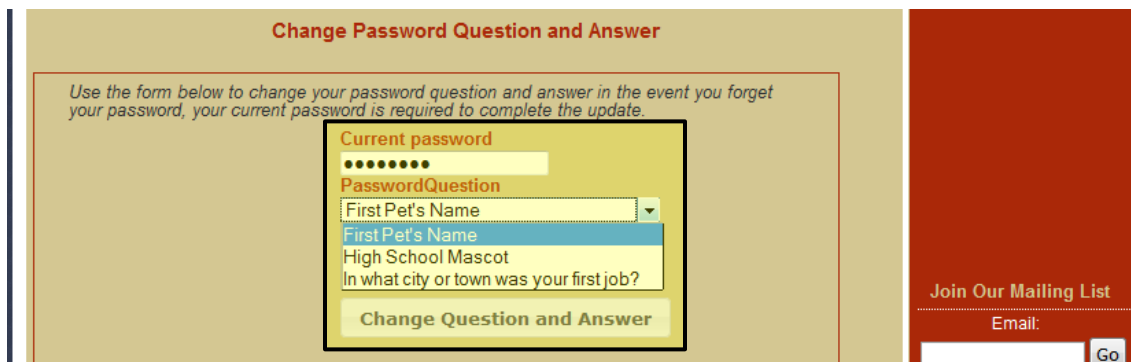 Change Password Question and Answer
Use the form below to change your password question and answer in the event you forget
your password, your current password is required to complete the update.
Current password
●●●●●●●●
PasswordQuestion
First Pet's Name
First Pet's Name
High School Mascot
In what city or town was your first job?
Change Question and Answer
Join Our Mailing List
Email:
Go